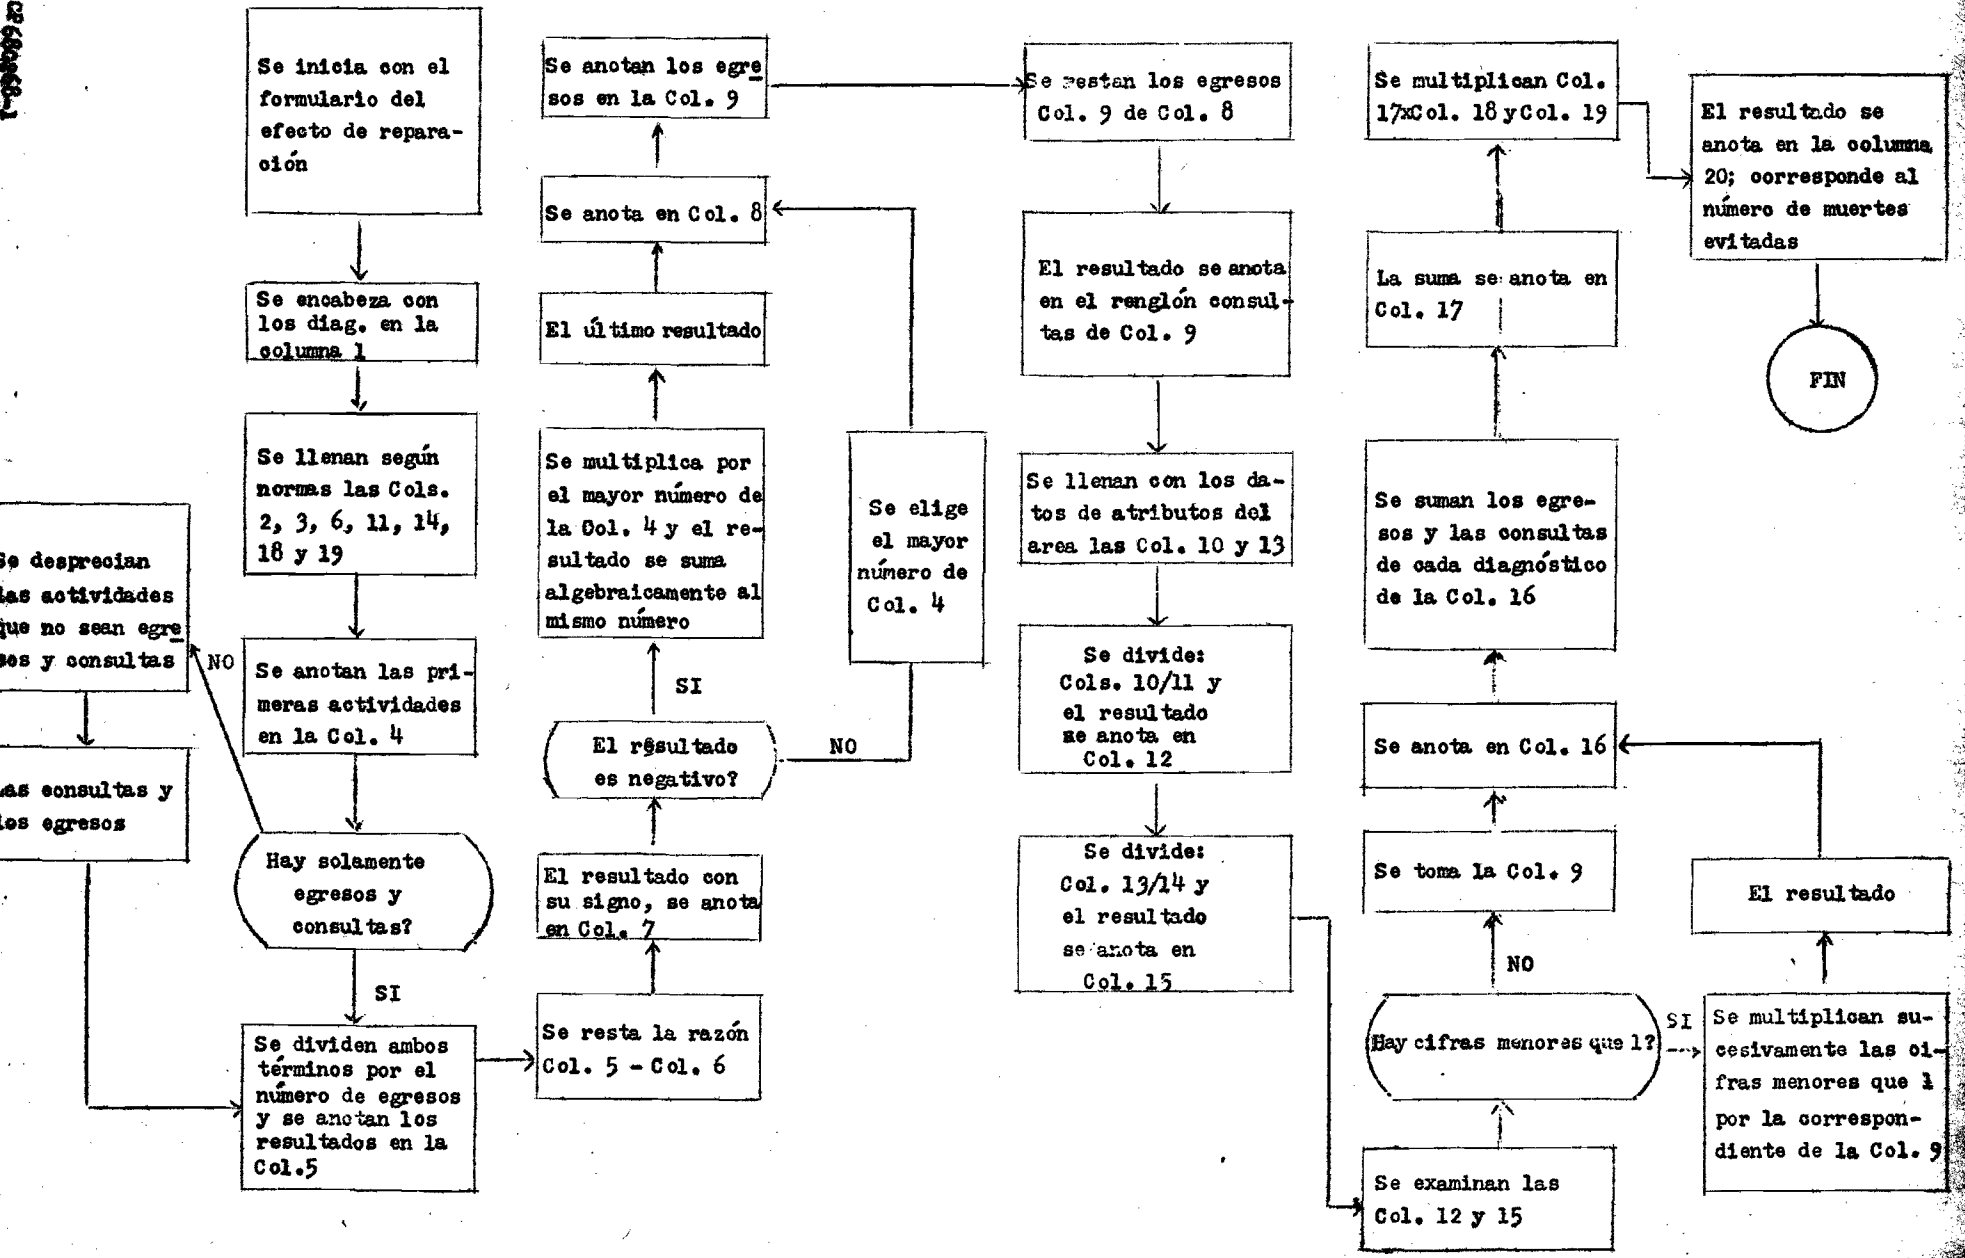 Se inicia con el
formulario del
efecto de repara-
ción
Se encabeza con
los diag. en la
columna 1
Se llenan según
normas las Cols.
2, 3, 6, 11, 14,
18 y 19
Se anotan las pri-
meras actividades
en la Col. 4
Hay solamente
egresos y
consultas?
NO
Se desprecian
las actividades
que no sean egre
sos y consultas
Las consultas y
los egresos
SI
Se dividen ambos
términos por el
número de egresos
y se anotan los
resultados en la
Col.5
Se resta la razón
Col. 5 - Col. 6
El resultado con
su signo, se anota
en Col. 7
El resultado
es negativo?
SI
NO
Se multiplica por
el mayor número de
la Col. 4 y el re-
sultado se suma
algebraicamente al
mismo número
El último resultado
Se elige
el mayor
número de
Col. 4
Se anota en Col. 8
Se anotan los egre
sos en la Col. 9
Se restan los egresos
Col. 9 de Col. 8
El resultado se anota
en el renglón consul-
tas de Col. 9
Se llenan con los da-
tos de atributos del
area las Col. 10 y 13
Se divide:
Cols. 10/11 y
el resultado
se anota en
Col. 12
Se divide:
Col. 13/14 y
el resultado
se anota en
Col. 15
Se examinan las
Col. 12 y 15
Hay cifras menores que 1?
SI
Se multiplican su-
cesivamente las ci-
fras menores que 1
por la correspon-
diente de la Col. 9
El resultado
NO
Se toma la Col. 9
Se anota en Col. 16
Se suman los egre-
sos y las consultas
de cada diagnóstico
de la Col. 16
La suma se anota en
Col. 17
Se multiplican Col.
17xCol. 18 yCol. 19
El resultado se
anota en la columna
20; corresponde al
número de muertes
evitadas
FIN